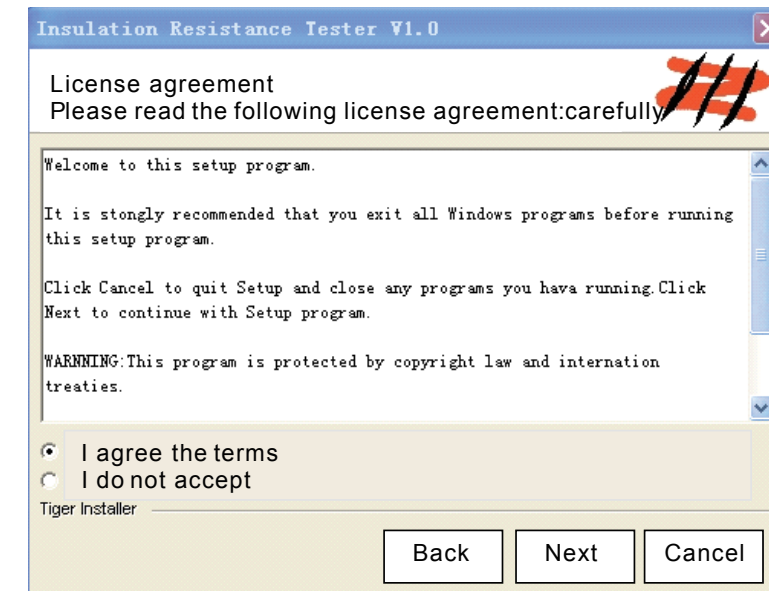 Insulation Resistance Tester V1.0
License agreement
Please read the following license agreement:carefully
Welcome to this setup program.
It is stongly recommended that you exit all Windows programs before running
this setup program.
Click Cancel to quit Setup and close any programs you hava running.Click
Next to continue with Setup program.
WARNNING:This program is protected by copyright law and internation
treaties.
I agree the terms
I do not accept
Tiger Installer
Back Next Cancel